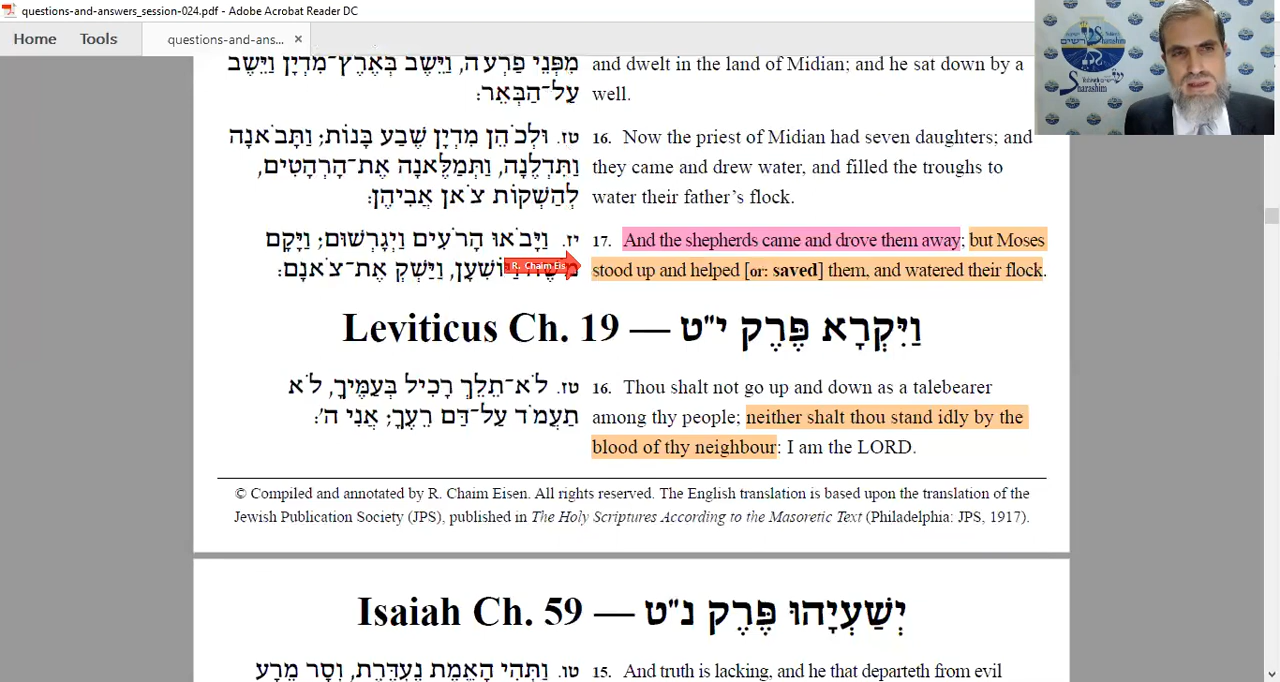 questions-and-answers_session-024.pdf - Adobe Acrobat Reader DC
Home Tools questions-and-ans... ×
מִפְּנֵי פַרְעֹה, וַיֵּשֶׁב בְּאֶרֶץ־מִדְיָן וַיֵּשֶׁב
עַל־הַבְּאֵר:
and dwelt in the land of Midian; and he sat down by a
well.
טז. וּלְכֹהֵן מִדְיָן שֶׁבַע בָּנוֹת; וַתָּבֹאנָה
וַתִּדְלֶנָה, וַתְּמַלֶּאנָה אֶת־הָרְהָטִים,
לְהַשְׁקוֹת צֹאן אֲבִיהֶן:
16. Now the priest of Midian had seven daughters; and
they came and drew water, and filled the troughs to
water their father’s flock.
יז. וַיָּבֹאוּ הָרֹעִים וַיְגָרְשׁוּם; וַיָּקָם
וַיַּשְׁקְ אֶת־צֹאנָם:
R. Chaim Eis
17. And the shepherds came and drove them away; but Moses
stood up and helped [or: saved] them, and watered their flock.
Leviticus Ch. 19 — וַיִּקְרָא פֶּרֶק י"ט
טז. לֹא־תֵלֵךְ רָכִיל בְּעַמֶּיךָ, לֹא
תַעֲמֹד עַל־דַּם רֵעֶךָ; אֲנִי ה':
16. Thou shalt not go up and down as a talebearer
among thy people; neither shalt thou stand idly by the
blood of thy neighbour: I am the LORD.
© Compiled and annotated by R. Chaim Eisen. All rights reserved. The English translation is based upon the translation of the
Jewish Publication Society (JPS), published in The Holy Scriptures According to the Masoretic Text (Philadelphia: JPS, 1917).
Isaiah Ch. 59 — יְשַׁעְיָהוּ פֶּרֶק נ"ט
טו. וַתְּהִי הָאֱמֶת נֶעְדֶּרֶת, וְסָר מֵרָע
15. And truth is lacking, and he that departeth from evil
Sharashim